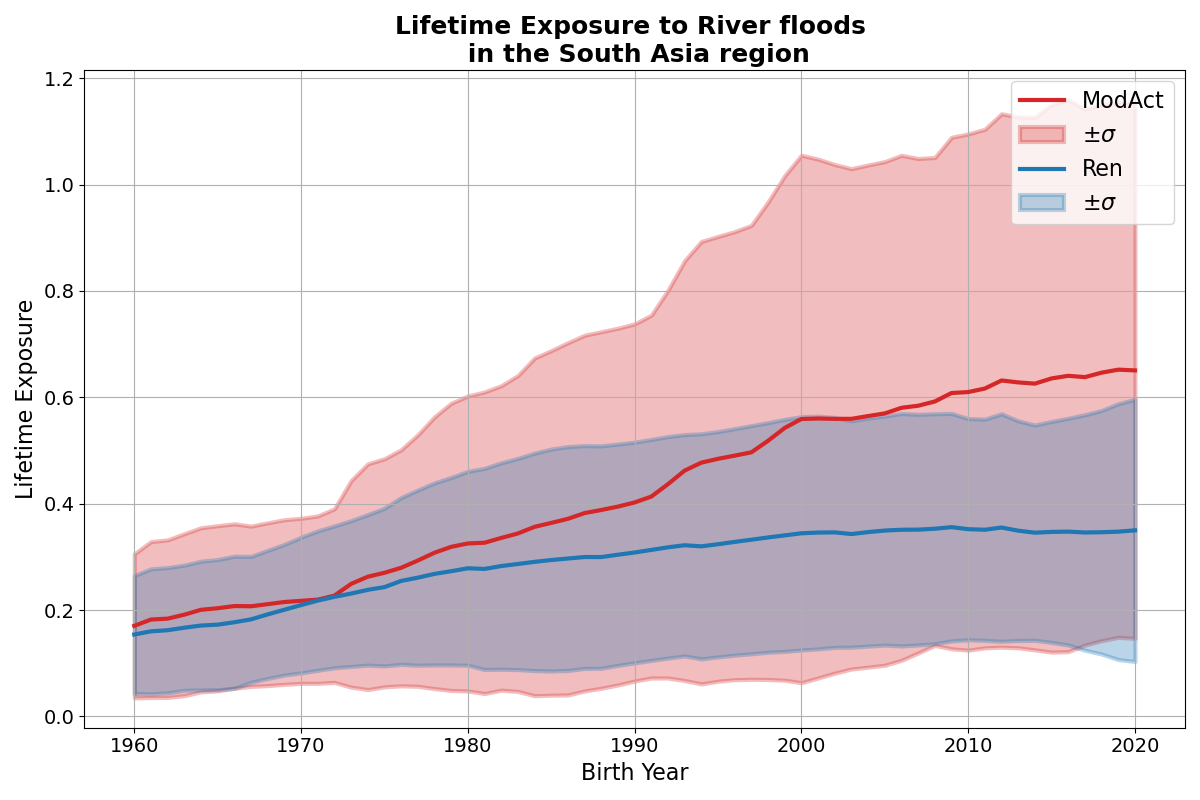 Lifetime Exposure to River floods
in the South Asia region
ModAct
±σ
Ren
±σ
Lifetime Exposure
1.2
1.0
0.8
0.6
0.4
0.2
0.0
1960 1970 1980 1990 2000 2010 2020
Birth Year